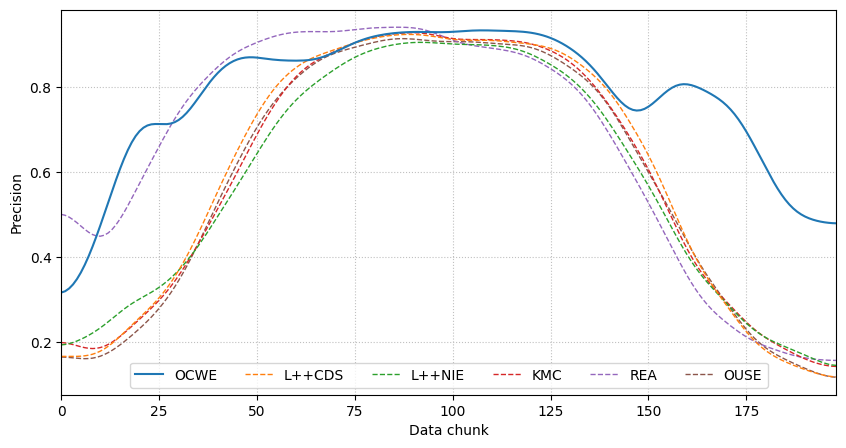 Precision
0.8
0.6
0.4
0.2
OCWE L++CDS L++NIE KMC REA OUSE
0 25 50 75 100 125 150 175
Data chunk